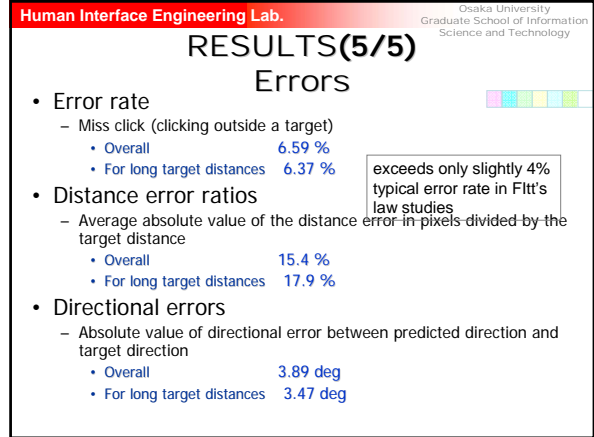 Human Interface Engineering Lab.
Osaka University
Graduate School of Information
Science and Technology
RESULTS(5/5)
Errors
• Error rate
– Miss click (clicking outside a target)
• Overall 6.59 %
• For long target distances 6.37 %
exceeds only slightly 4%
typical error rate in FItt's
law studies
• Distance error ratios
– Average absolute value of the distance error in pixels divided by the
target distance
• Overall 15.4 %
• For long target distances 17.9 %
• Directional errors
– Absolute value of directional error between predicted direction and
target direction
• Overall 3.89 deg
• For long target distances 3.47 deg